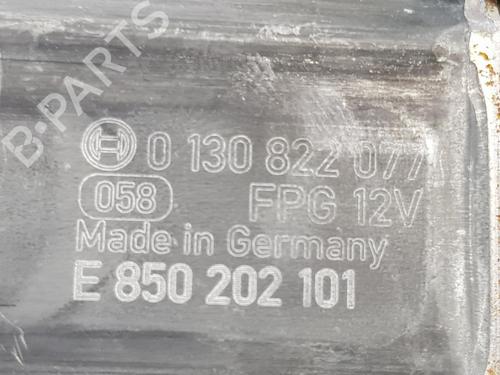 B-PARTS
0 130 822 077
058 FPG 12V
Made in Germany
E 850 202 101